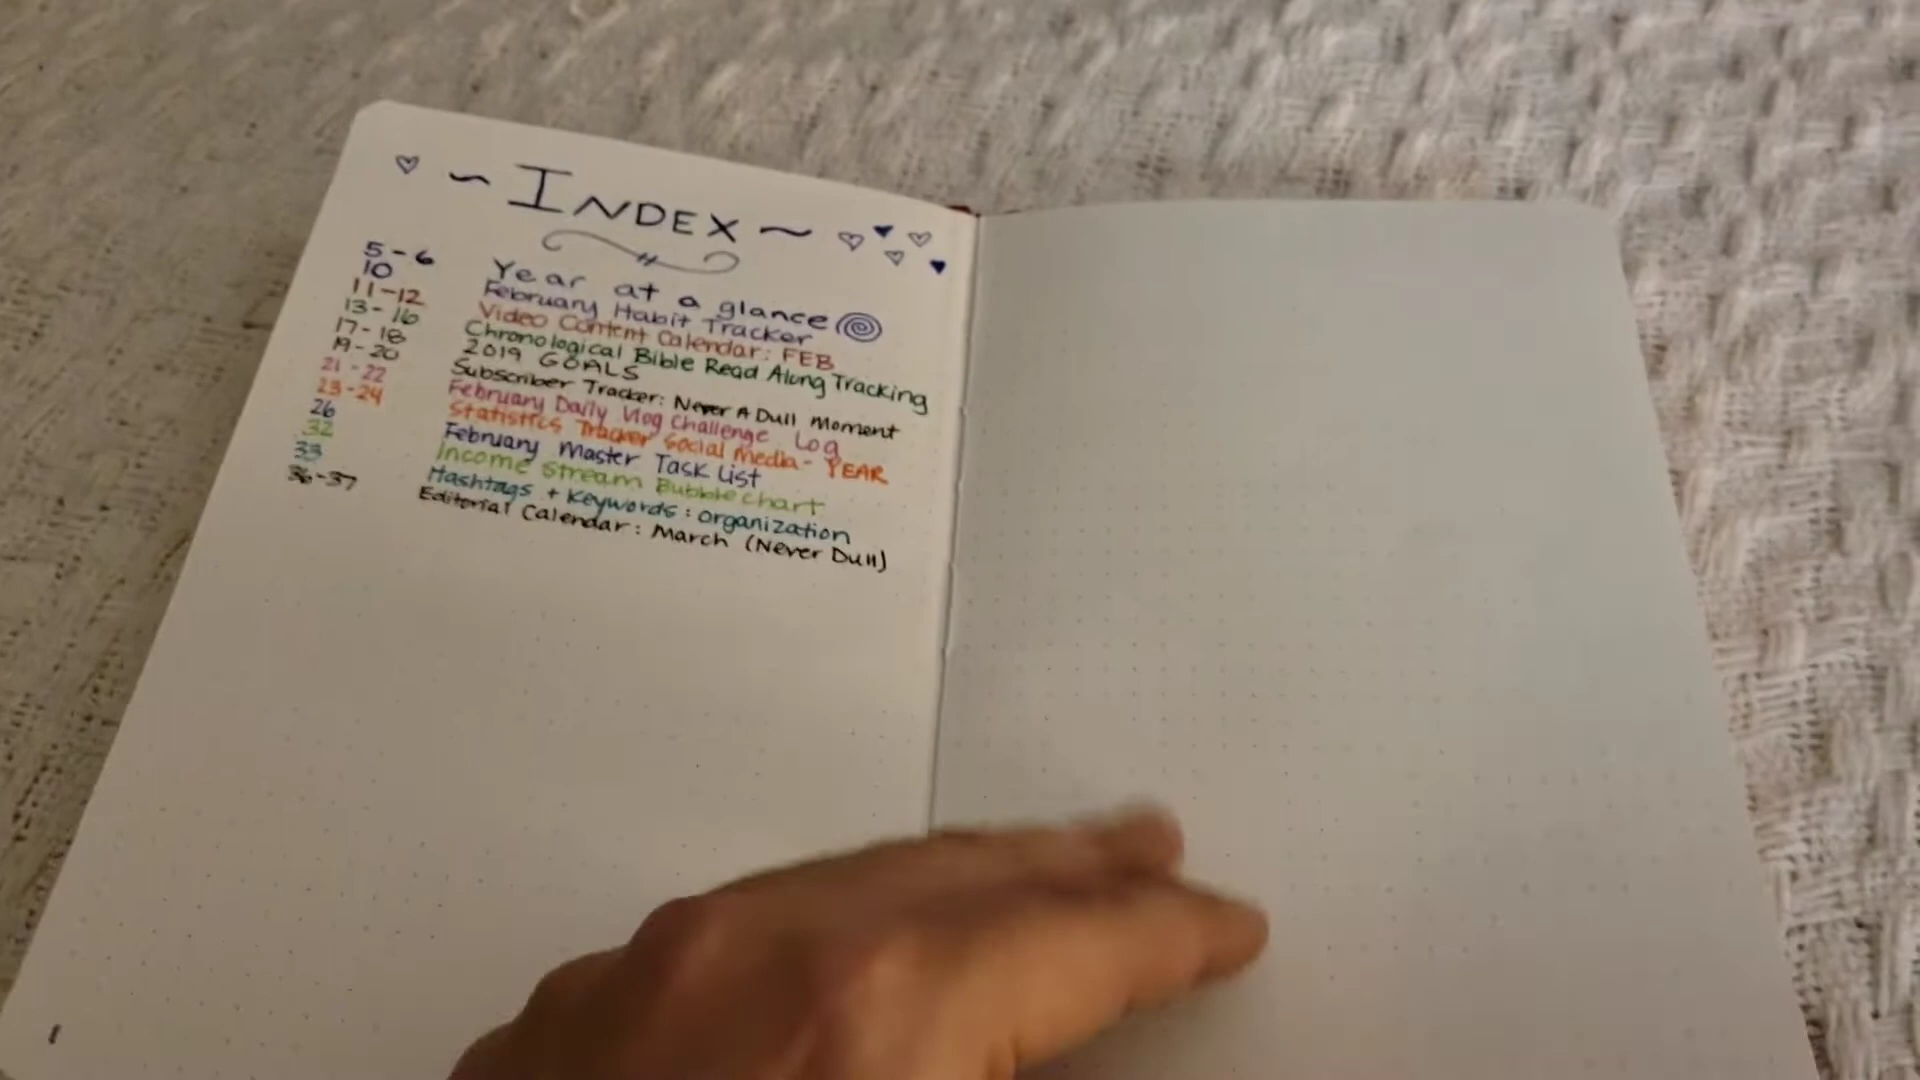 ~ INDEX ~
5-6 Year at a glance
10 February Habit Tracker
11-12 Video Content Calendar: FEB
13-16 Chronological Bible Read Along Tracking
17-18 2019 GOALS
19-20 Subscriber Tracker: Never A Dull Moment
21-22 February Daily Vlog Challenge Log
23-24 Statistics Tracker Social Media - YEAR
26 February Master Task List
32 Income Stream Bubble chart
33 Hashtags + Keywords: organization
36-37 Editorial Calendar: March (Never Dull)
1